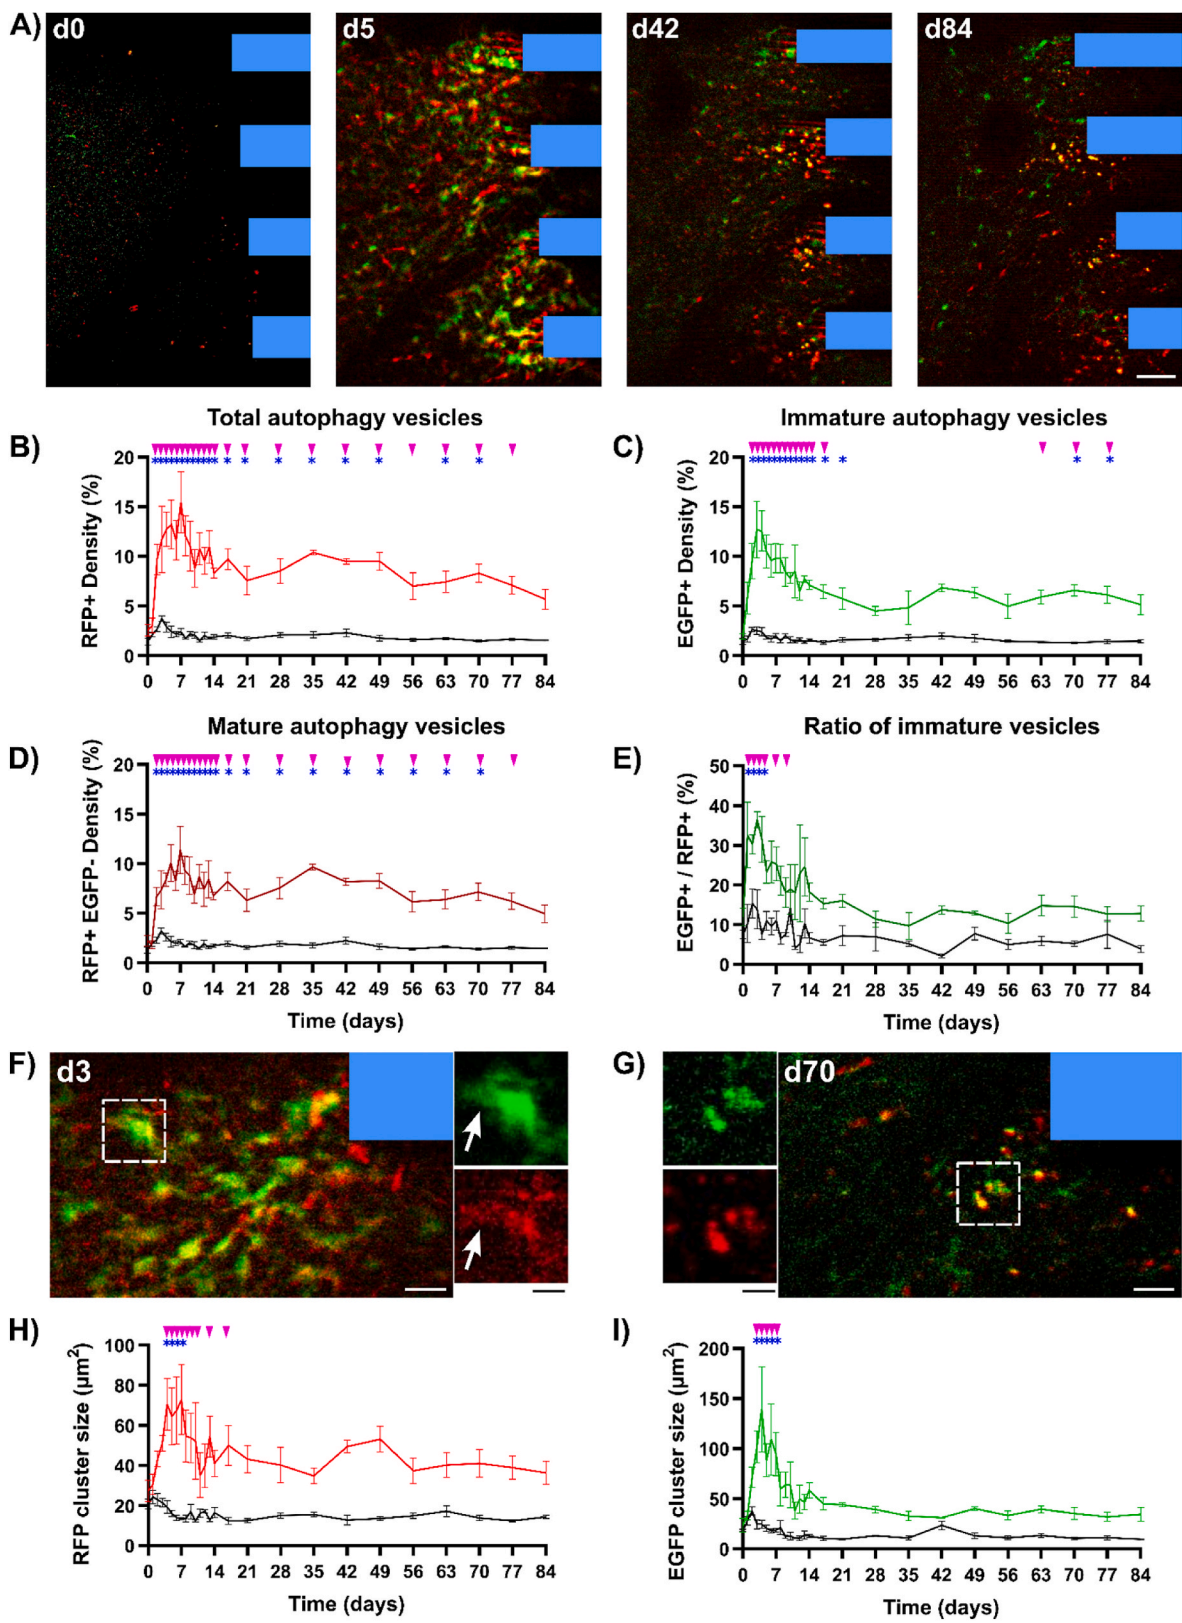 A)
d0
d5
d42
d84
Total autophagy vesicles
Immature autophagy vesicles
B)
RFP+ Density (%)
20
15
10
5
0
0 7 14 21 28 35 42 49 56 63 70 77 84
C)
EGFP+ Density (%)
20
15
10
5
0
0 7 14 21 28 35 42 49 56 63 70 77 84
Mature autophagy vesicles
Ratio of immature vesicles
D)
RFP+ EGFP- Density (%)
20
15
10
5
0
0 7 14 21 28 35 42 49 56 63 70 77 84
Time (days)
E)
EGFP+ / RFP+ (%)
50
40
30
20
10
0
0 7 14 21 28 35 42 49 56 63 70 77 84
Time (days)
F)
d3
G)
d70
H)
RFP cluster size (µm²)
100
80
60
40
20
0
0 7 14 21 28 35 42 49 56 63 70 77 84
Time (days)
I)
EGFP cluster size (µm²)
200
150
100
50
0
0 7 14 21 28 35 42 49 56 63 70 77 84
Time (days)